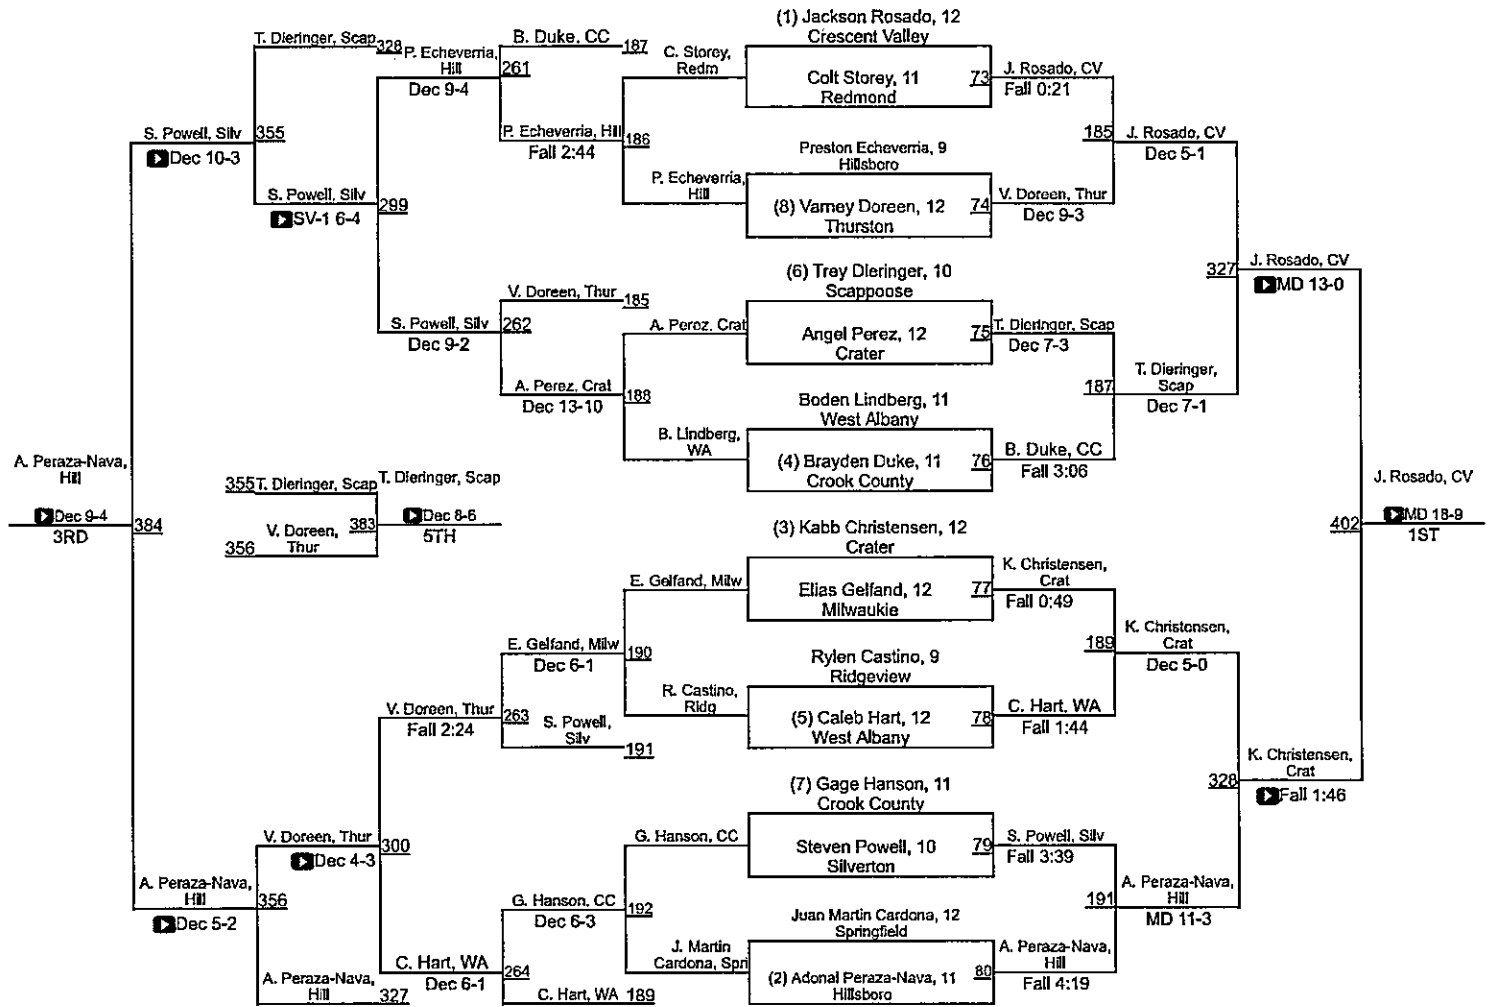 (1) Jackson Rosado, 12
Crescent Valley
T. Dieringer, Scap
328
P. Echeverria,
Hill
Dec 9-4
B. Duke, CC
187
261
C. Storey,
Redm
Colt Storey, 11
Redmond
73
J. Rosado, CV
Fall 0:21
S. Powell, Silv
Dec 10-3
355
P. Echeverria, Hill
Fall 2:44
186
Preston Echeverria, 9
Hillsboro
185
J. Rosado, CV
Dec 5-1
S. Powell, Silv
SV-1 6-4
299
P. Echeverria,
Hill
(8) Varney Doreen, 12
Thurston
74
V. Doreen, Thur
Dec 9-3
(6) Trey Dieringer, 10
Scappoose
327
J. Rosado, CV
MD 13-0
V. Doreen, Thur
185
S. Powell, Silv
Dec 9-2
262
A. Perez, Crat
Angel Perez, 12
Crater
75
T. Dieringer, Scap
Dec 7-3
A. Perez, Crat
Dec 13-10
188
Boden Lindberg, 11
West Albany
187
T. Dieringer,
Scap
Dec 7-1
B. Lindberg,
WA
(4) Brayden Duke, 11
Crook County
76
B. Duke, CC
Fall 3:06
A. Peraza-Nava,
Hill
Dec 9-4
3RD
384
355
T. Dieringer, Scap
T. Dieringer, Scap
356
V. Doreen,
Thur
383
Dec 8-6
5TH
J. Rosado, CV
402
MD 18-9
1ST
(3) Kabb Christensen, 12
Crater
E. Gelfand, Milw
Elias Gelfand, 12
Milwaukie
77
K. Christensen,
Crat
Fall 0:49
E. Gelfand, Milw
Dec 6-1
190
Rylen Castino, 9
Ridgeview
189
K. Christensen,
Crat
Dec 5-0
R. Castino,
Ridg
(5) Caleb Hart, 12
West Albany
78
C. Hart, WA
Fall 1:44
V. Doreen, Thur
Fall 2:24
263
S. Powell,
Silv
191
(7) Gage Hanson, 11
Crook County
328
K. Christensen,
Crat
Fall 1:46
V. Doreen, Thur
Dec 4-3
300
G. Hanson, CC
Steven Powell, 10
Silverton
79
S. Powell, Silv
Fall 3:39
A. Peraza-Nava,
Hill
Dec 5-2
356
G. Hanson, CC
Dec 6-3
192
Juan Martin Cardona, 12
Springfield
191
A. Peraza-Nava,
Hill
MD 11-3
C. Hart, WA
Dec 6-1
264
J. Martin
Cardona, Spri
(2) Adonai Peraza-Nava, 11
Hillsboro
80
A. Peraza-Nava,
Hill
Fall 4:19
A. Peraza-Nava,
Hill
327
C. Hart, WA
189